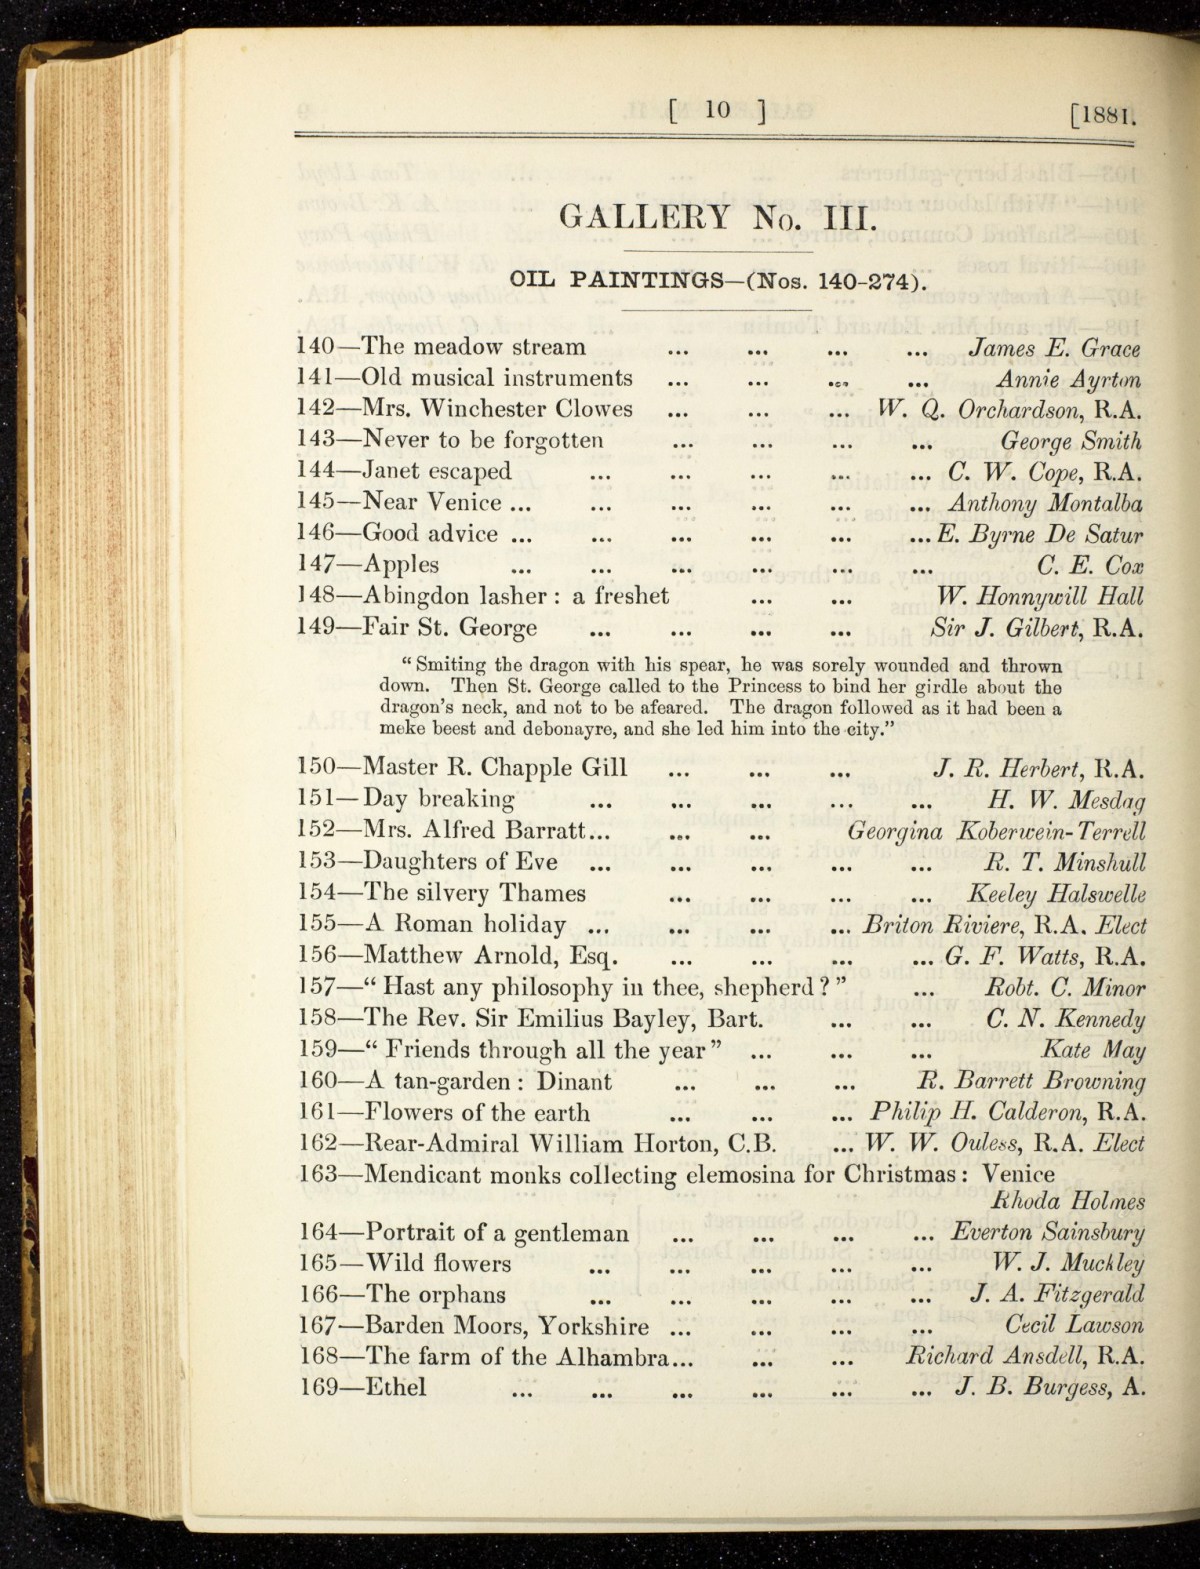 [ 10 ] [1881.
GALLERY No. III.
OIL PAINTINGS—(Nos. 140-274).
140—The meadow stream ... ... ... ... James E. Grace
141—Old musical instruments ... ... ... ... Annie Ayrton
142—Mrs. Winchester Clowes ... ... ... W. Q. Orchardson, R.A.
143—Never to be forgotten ... ... ... ... George Smith
144—Janet escaped ... ... ... ... ... C. W. Cope, R.A.
145—Near Venice ... ... ... ... ... ... Anthony Montalba
146—Good advice ... ... ... ... ... ... E. Byrne De Satur
147—Apples ... ... ... ... ... ... C. E. Cox
148—Abingdon lasher : a freshet ... ... W. Honnywill Hall
149—Fair St. George ... ... ... ... Sir J. Gilbert, R.A.
“Smiting the dragon with his spear, he was sorely wounded and thrown
down. Then St. George called to the Princess to bind her girdle about the
dragon's neck, and not to be afeared. The dragon followed as it had been a
meke beest and debonayre, and she led him into the city.”
150—Master R. Chapple Gill ... ... ... J. R. Herbert, R.A.
151—Day breaking ... ... ... ... ... H. W. Mesdag
152—Mrs. Alfred Barratt... ... ... Georgina Koberwein-Terrell
153—Daughters of Eve ... ... ... ... ... R. T. Minshull
154—The silvery Thames ... ... ... ... Keeley Halswelle
155—A Roman holiday ... ... ... ... Briton Riviere, R.A. Elect
156—Matthew Arnold, Esq. ... ... ... ... G. F. Watts, R.A.
157—“ Hast any philosophy in thee, shepherd ? ” ... Robt. C. Minor
158—The Rev. Sir Emilius Bayley, Bart. ... ... C. N. Kennedy
159—“ Friends through all the year ” ... ... ... Kate May
160—A tan-garden : Dinant ... ... ... R. Barrett Browning
161—Flowers of the earth ... ... ... Philip H. Calderon, R.A.
162—Rear-Admiral William Horton, C.B. ... W. W. Ouless, R.A. Elect
163—Mendicant monks collecting elemosina for Christmas : Venice
Rhoda Holmes
164—Portrait of a gentleman ... ... ... ... Everton Sainsbury
165—Wild flowers ... ... ... ... ... W. J. Muckley
166—The orphans ... ... ... ... ... J. A. Fitzgerald
167—Barden Moors, Yorkshire ... ... ... ... Cecil Lawson
168—The farm of the Alhambra... ... ... Richard Ansdell, R.A.
169—Ethel ... ... ... ... ... ... J. B. Burgess, A.